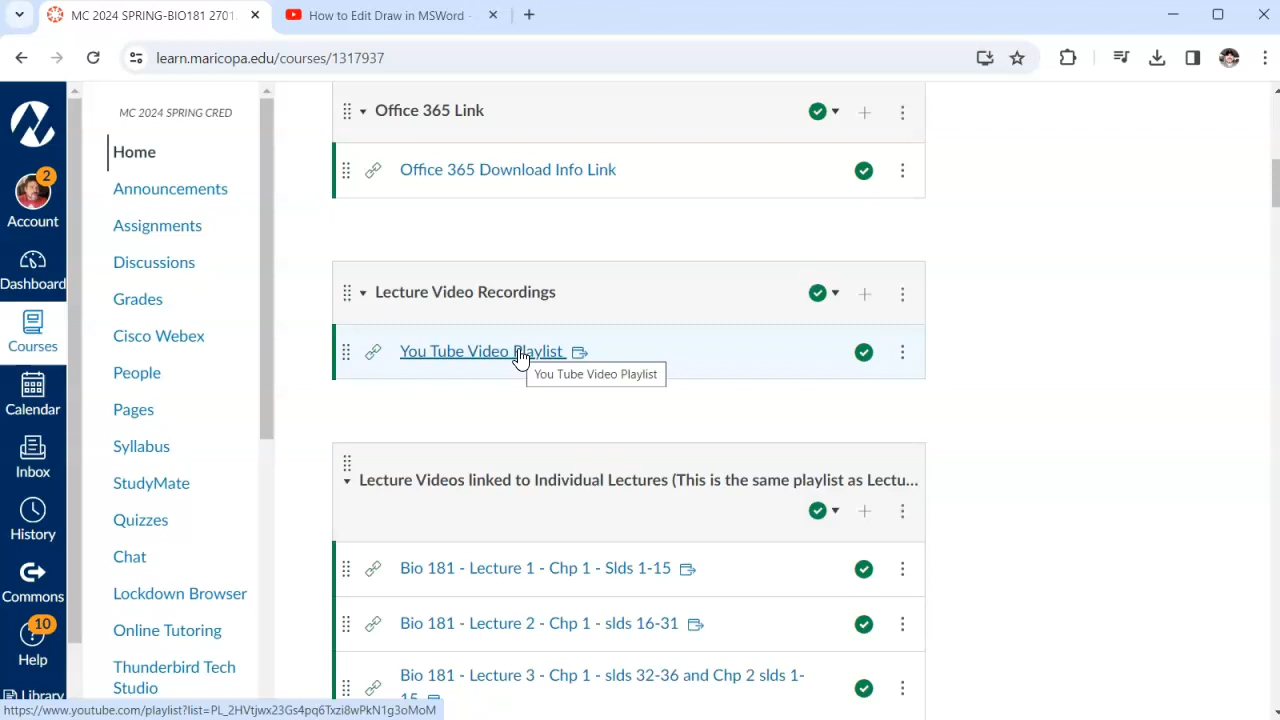 MC 2024 SPRING-BIO181 2701
How to Edit Draw in MSWord -
learn.maricopa.edu/courses/1317937
2
Account
Dashboard
Courses
Calendar
Inbox
History
Commons
10
Help
Library
MC 2024 SPRING CRED
Home
Announcements
Assignments
Discussions
Grades
Cisco Webex
People
Pages
Syllabus
StudyMate
Quizzes
Chat
Lockdown Browser
Online Tutoring
Thunderbird Tech
Studio
Office 365 Link
Office 365 Download Info Link
Lecture Video Recordings
You Tube Video Playlist
You Tube Video Playlist
Lecture Videos linked to Individual Lectures (This is the same playlist as Lectu...
Bio 181 - Lecture 1 - Chp 1 - Slds 1-15
Bio 181 - Lecture 2 - Chp 1 - slds 16-31
Bio 181 - Lecture 3 - Chp 1 - slds 32-36 and Chp 2 slds 1-
15
https://www.youtube.com/playlist?list=PL_2HVtjwx23Gs4pq6Txzi8wPkN1g3oMoM